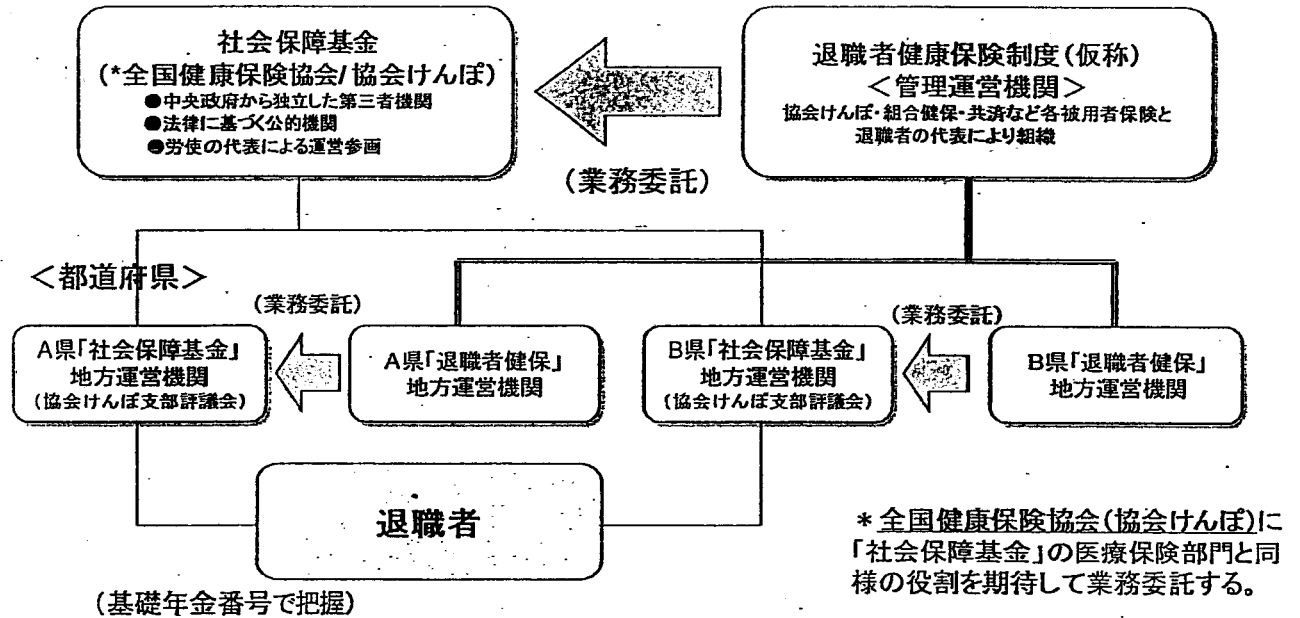 社会保障基金
(*全国健康保険協会/協会けんぽ)
●中央政府から独立した第三者機関
●法律に基づく公的機関
●労使の代表による運営参画
退職者健康保険制度(仮称)
＜管理運営機関＞
協会けんぽ・組合健保・共済など各被用者保険と
退職者の代表により組織
(業務委託)
＜都道府県＞
(業務委託)
(業務委託)
A県｢社会保障基金｣
地方運営機関
(協会けんぽ支部評議会)
A県｢退職者健保｣
地方運営機関
B県｢社会保障基金｣
地方運営機関
(協会けんぽ支部評議会)
B県｢退職者健保｣
地方運営機関
退職者
(基礎年金番号で把握)
*全国健康保険協会(協会けんぽ)に
｢社会保障基金｣の医療保険部門と同
様の役割を期待して業務委託する。